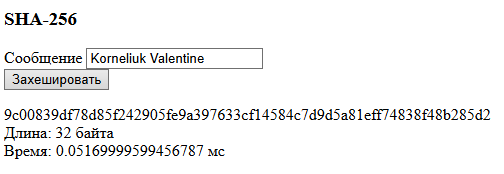 SHA-256
Сообщение Korneliuk Valentine
Захешировать
9c00839df78d85f242905fe9a397633cf14584c7d9d5a81eff74838f48b285d2
Длина: 32 байта
Время: 0.05169999599456787 мс